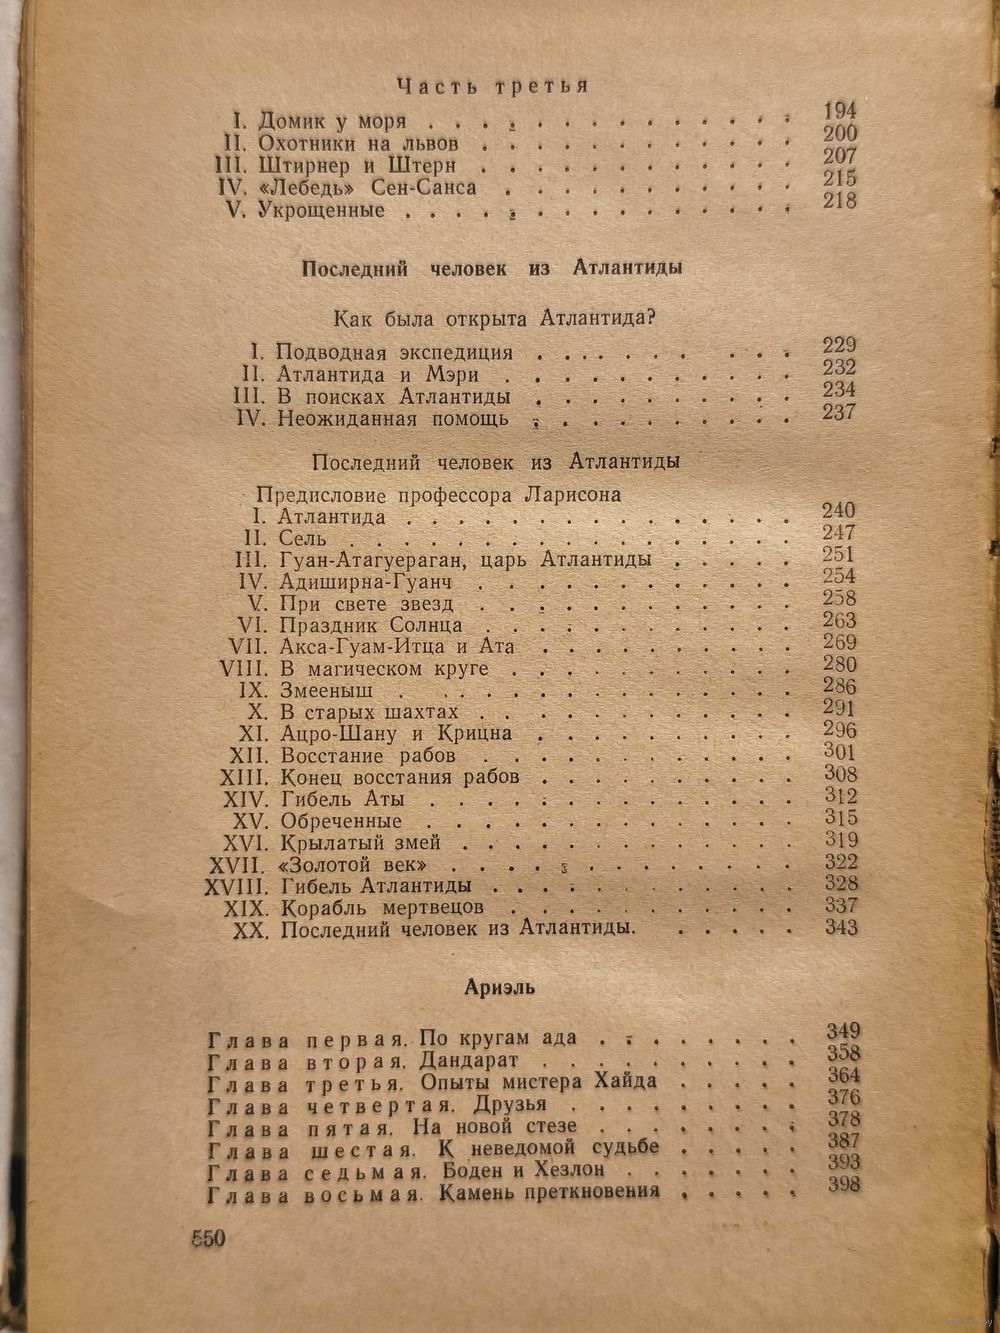 Часть третья
I. Домик у моря . . . . . . . . . . . . . . 194
II. Охотники на львов . . . . . . . . . . . . 200
III. Штирнер и Штерн . . . . . . . . . . . . 207
IV. «Лебедь» Сен-Санса . . . . . . . . . . . 215
V. Укрощенные . . . . . . . . . . . . . . . 218
Последний человек из Атлантиды
Как была открыта Атлантида?
I. Подводная экспедиция . . . . . . . . . 229
II. Атлантида и Мэри . . . . . . . . . . . 232
III. В поисках Атлантиды . . . . . . . . . . 234
IV. Неожиданная помощь . . . . . . . . . . 237
Последний человек из Атлантиды
Предисловие профессора Ларисона
I. Атлантида . . . . . . . . . . . . . . . 240
II. Сель . . . . . . . . . . . . . . . . . 247
III. Гуан-Атагуераган, царь Атлантиды . . . . . 251
IV. Адиширна-Гуанч . . . . . . . . . . . . 254
V. При свете звезд . . . . . . . . . . . . 258
VI. Праздник Солнца . . . . . . . . . . . . 263
VII. Акса-Гуам-Итца и Ата . . . . . . . . . . 269
VIII. В магическом круге . . . . . . . . . . . 280
IX. Змееныш . . . . . . . . . . . . . . . 286
X. В старых шахтах . . . . . . . . . . . . 291
XI. Ацро-Шану и Крицна . . . . . . . . . . 296
XII. Восстание рабов . . . . . . . . . . . . 301
XIII. Конец восстания рабов . . . . . . . . . . 308
XIV. Гибель Аты . . . . . . . . . . . . . . 312
XV. Обреченные . . . . . . . . . . . . . . 315
XVI. Крылатый змей . . . . . . . . . . . . . 319
XVII. «Золотой век» . . . . . . . . . . . . . 322
XVIII. Гибель Атлантиды . . . . . . . . . . . . 328
XIX. Корабль мертвецов . . . . . . . . . . . 337
XX. Последний человек из Атлантиды. . . . . . 343
Ариэль
Глава первая. По кругам ада . . . . . . . . 349
Глава вторая. Дандарат . . . . . . . . . . 358
Глава третья. Опыты мистера Хайда . . . . . 364
Глава четвертая. Друзья . . . . . . . . . 376
Глава пятая. На новой стезе . . . . . . . . 378
Глава шестая. К неведомой судьбе . . . . . 387
Глава седьмая. Боден и Хезлон . . . . . . . 393
Глава восьмая. Камень преткновения . . . . . 398
550